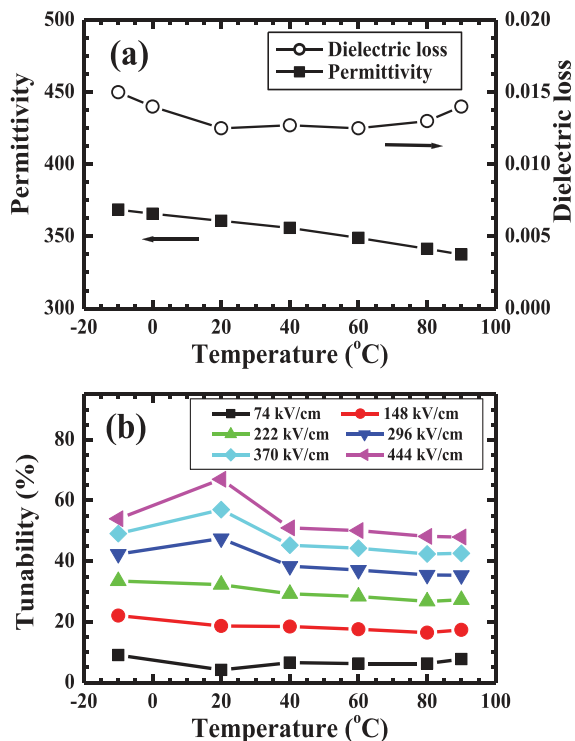 500
450
400
350
300
Permittivity
(a)
Dielectric loss
Permittivity
0.020
0.015
0.010
0.005
0.000
Dielectric loss
-20 0 20 40 60 80 100
Temperature (°C)
80
60
40
20
0
Tunability (%)
(b)
74 kV/cm 148 kV/cm
222 kV/cm 296 kV/cm
370 kV/cm 444 kV/cm
-20 0 20 40 60 80 100
Temperature (°C)